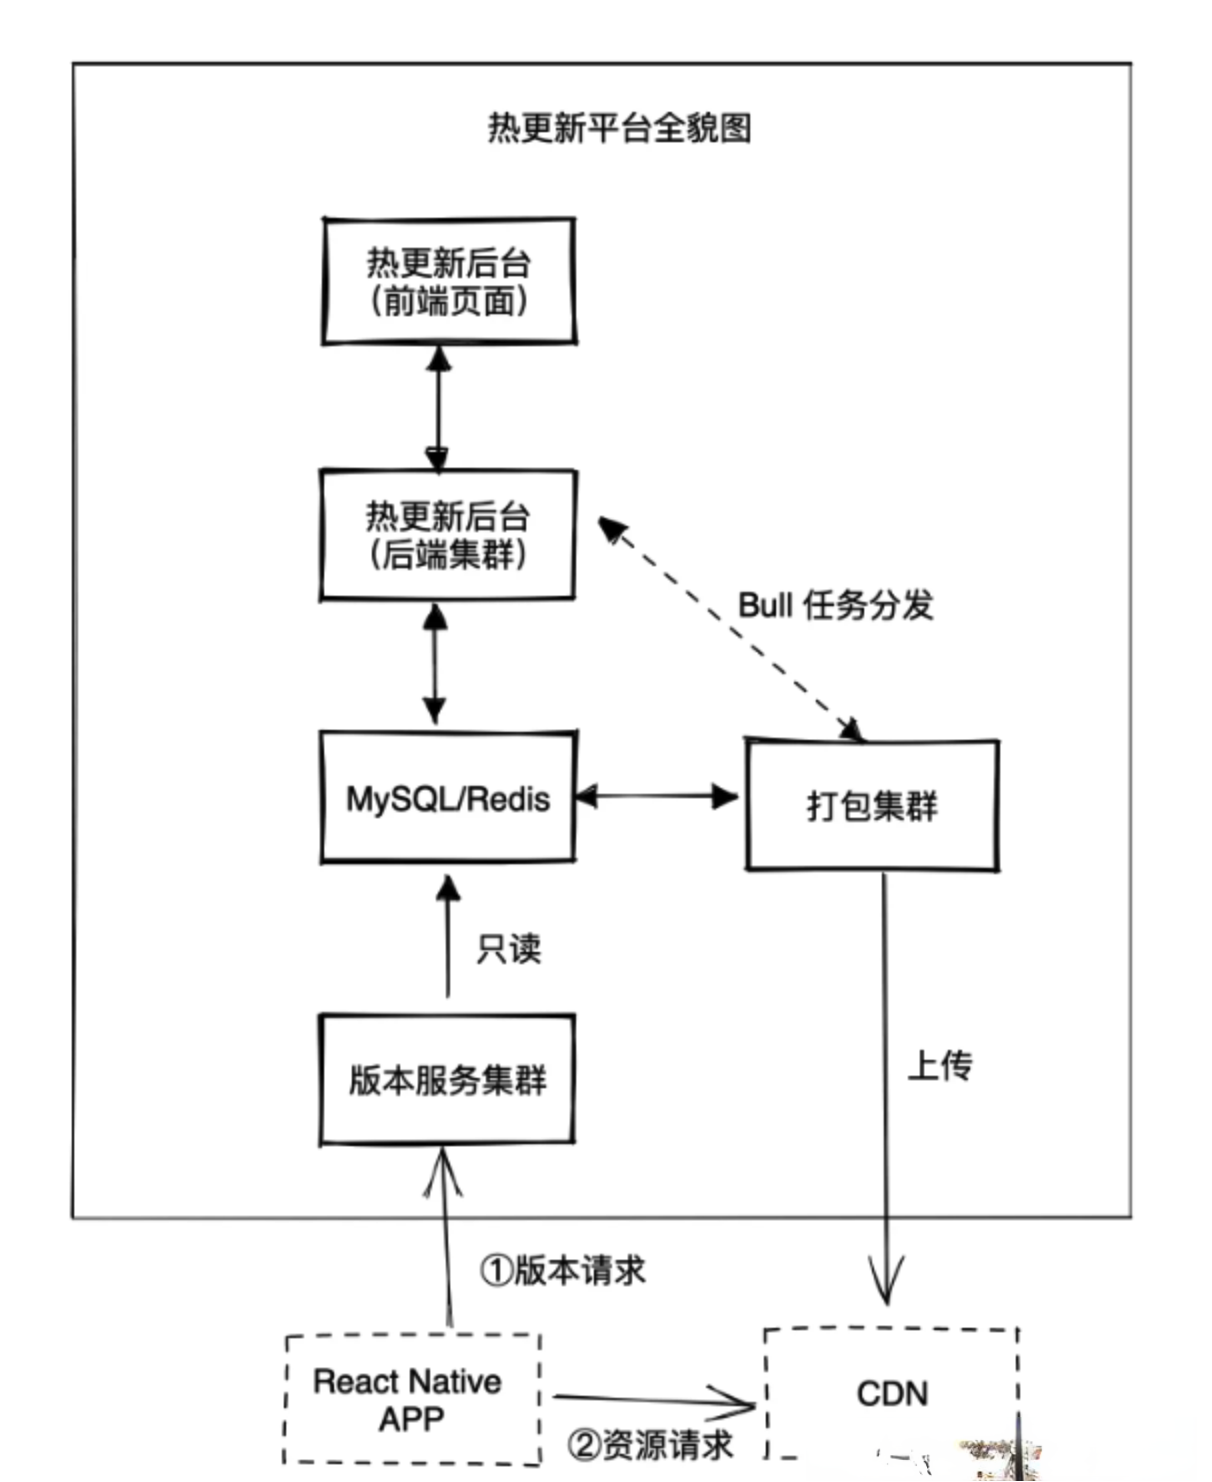 热更新平台全貌图
热更新后台
(前端页面)
热更新后台
(后端集群)
Bull 任务分发
MySQL/Redis
打包集群
只读
版本服务集群
上传
①版本请求
React Native
APP
CDN
②资源请求